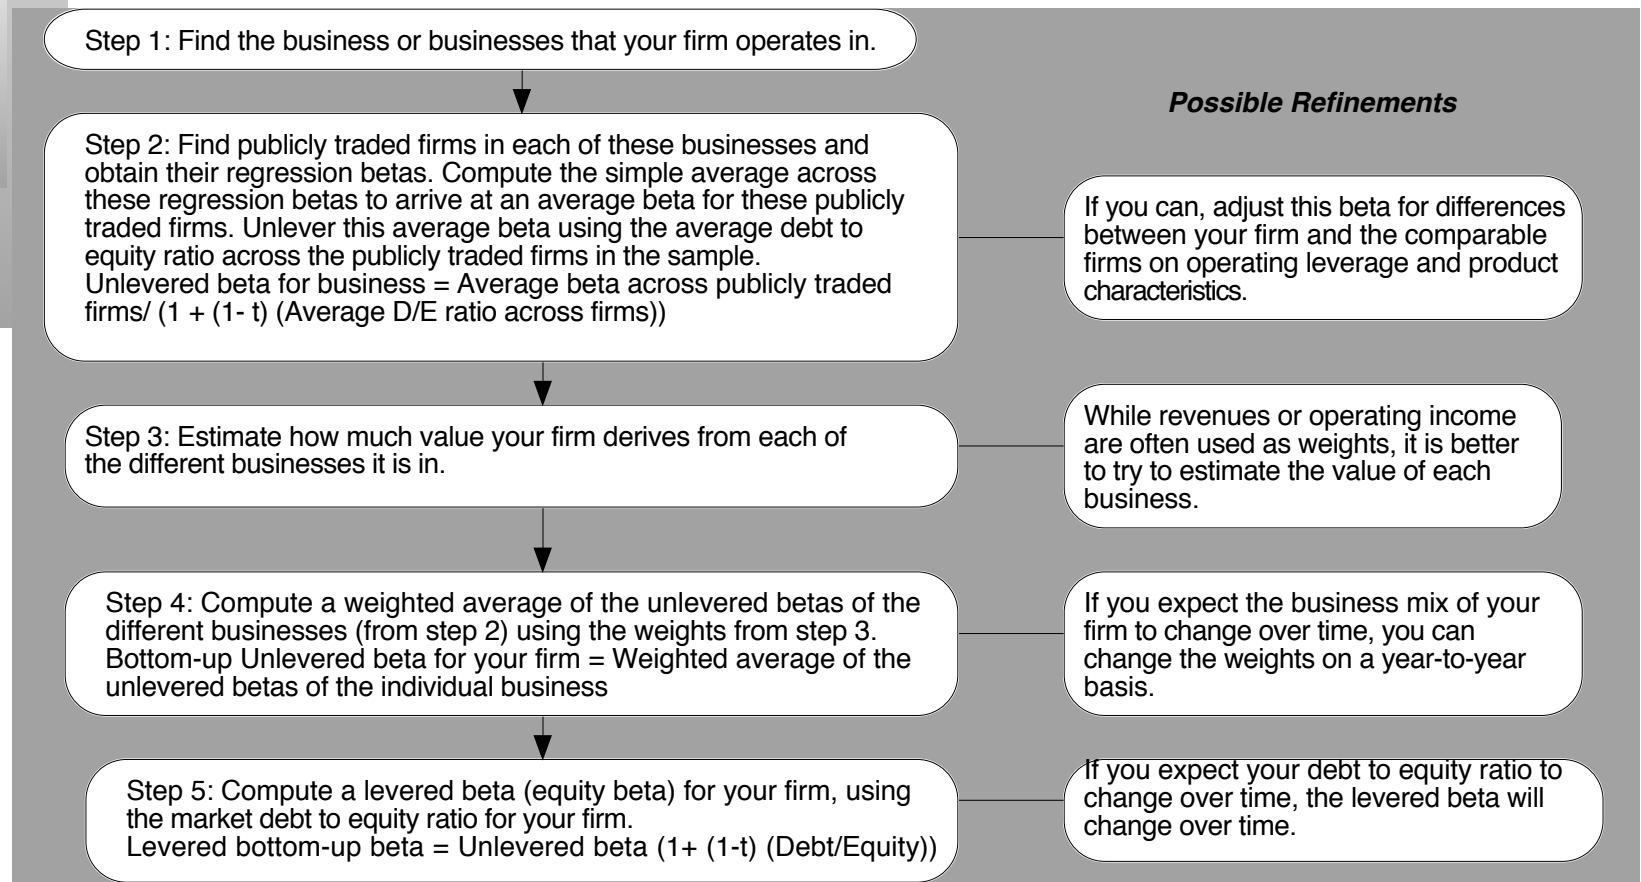 Step 1: Find the business or businesses that your firm operates in.
Possible Refinements
Step 2: Find publicly traded firms in each of these businesses and
obtain their regression betas. Compute the simple average across
these regression betas to arrive at an average beta for these publicly
traded firms. Unlever this average beta using the average debt to
equity ratio across the publicly traded firms in the sample.
Unlevered beta for business = Average beta across publicly traded
firms/ (1 + (1- t) (Average D/E ratio across firms))
If you can, adjust this beta for differences
between your firm and the comparable
firms on operating leverage and product
characteristics.
Step 3: Estimate how much value your firm derives from each of
the different businesses it is in.
While revenues or operating income
are often used as weights, it is better
to try to estimate the value of each
business.
Step 4: Compute a weighted average of the unlevered betas of the
different businesses (from step 2) using the weights from step 3.
Bottom-up Unlevered beta for your firm = Weighted average of the
unlevered betas of the individual business
If you expect the business mix of your
firm to change over time, you can
change the weights on a year-to-year
basis.
Step 5: Compute a levered beta (equity beta) for your firm, using
the market debt to equity ratio for your firm.
Levered bottom-up beta = Unlevered beta (1+ (1-t) (Debt/Equity))
If you expect your debt to equity ratio to
change over time, the levered beta will
change over time.